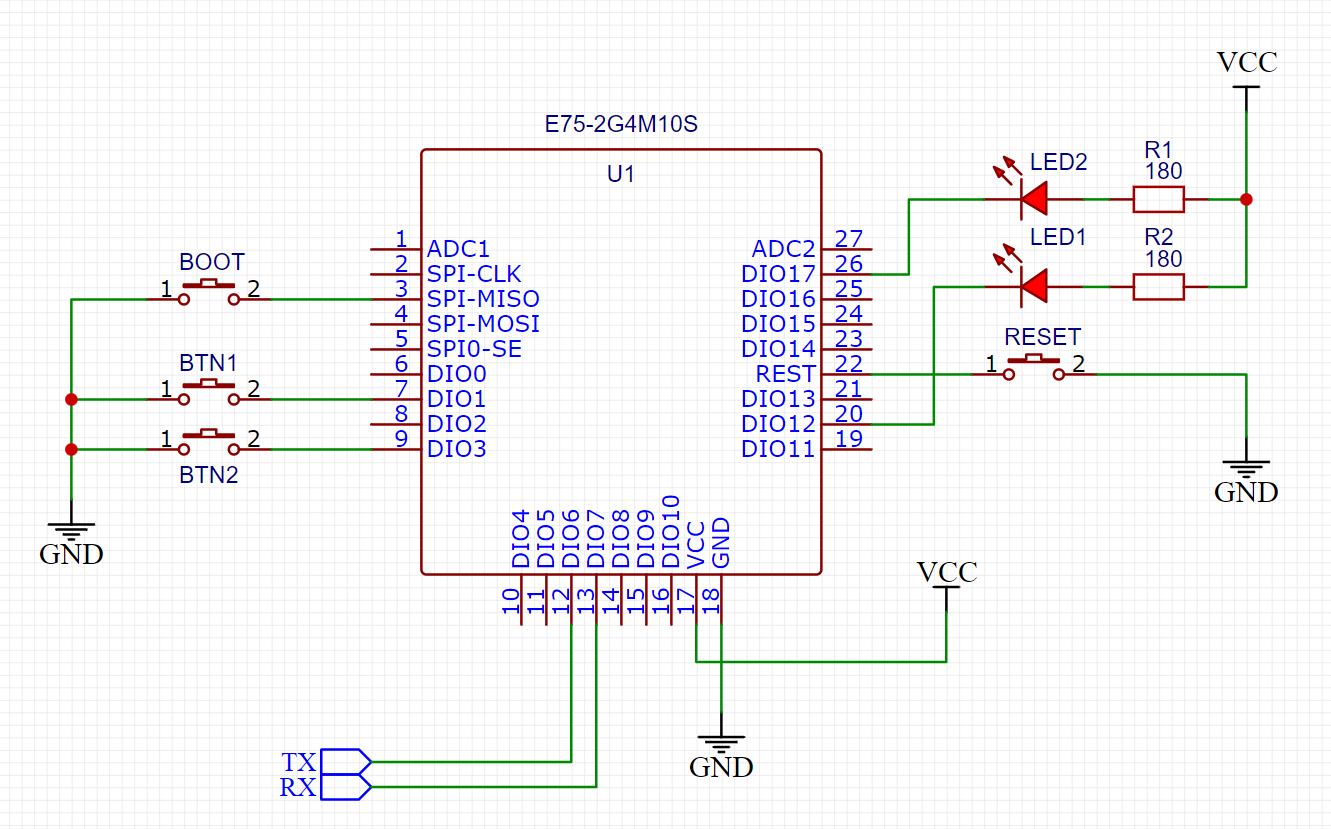 VCC
E75-2G4M10S
U1
LED2
R1
180
LED1
R2
180
BOOT
1 2
BTN1
1 2
1 2
BTN2
GND
1 ADC1
2 SPI-CLK
3 SPI-MISO
4 SPI-MOSI
5 SPI0-SE
6 DIO0
7 DIO1
8 DIO2
9 DIO3
ADC2 27
DIO17 26
DIO16 25
DIO15 24
DIO14 23
REST 22
DIO13 21
DIO12 20
DIO11 19
RESET
1 2
GND
DIO4 10
DIO5 11
DIO6 12
DIO7 13
DIO8 14
DIO9 15
DIO10 16
VCC 17
GND 18
VCC
GND
TX
RX